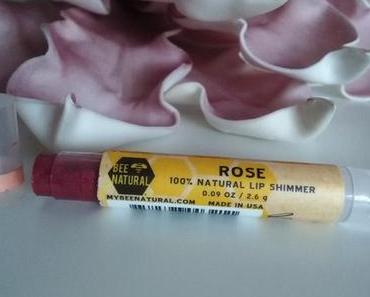 BEE
NATURAL
ROSE
100% NATURAL LIP SHIMMER
0.09 OZ / 2.6 g
MYBEENATURAL.COM MADE IN USA